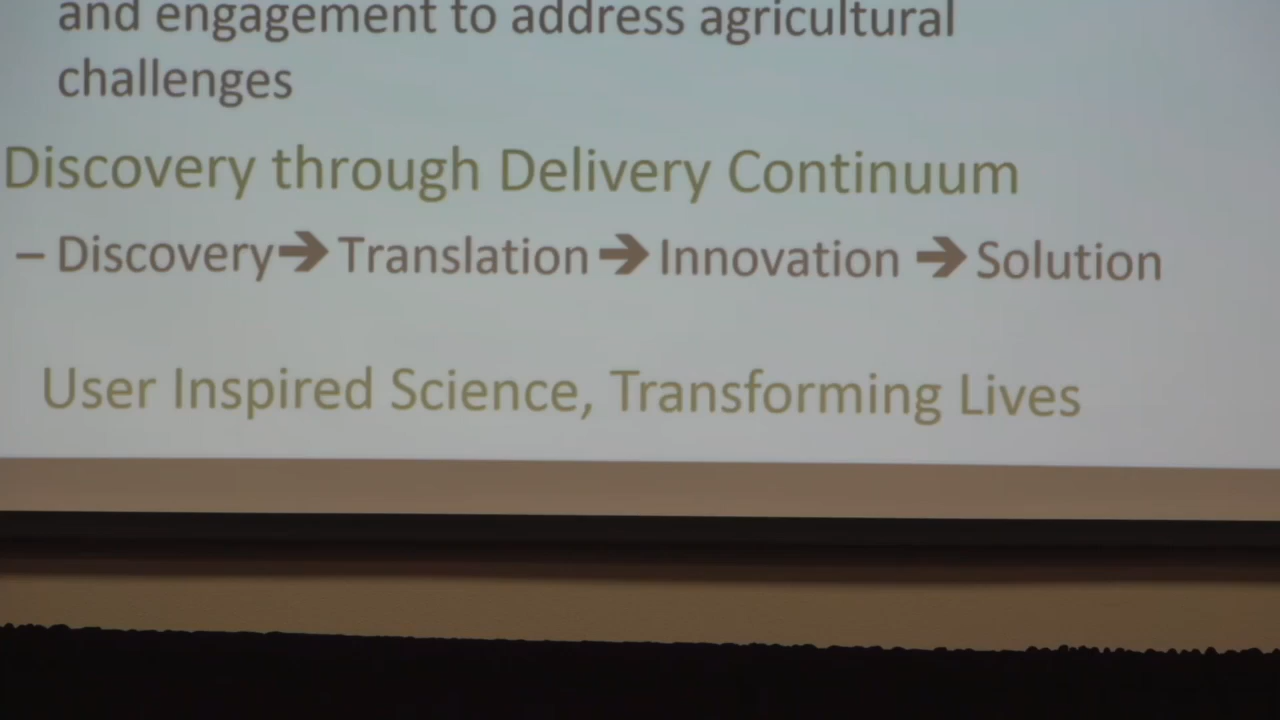 and engagement to address agricultural
challenges
Discovery through Delivery Continuum
– Discovery➔ Translation ➔ Innovation ➔ Solution
User Inspired Science, Transforming Lives